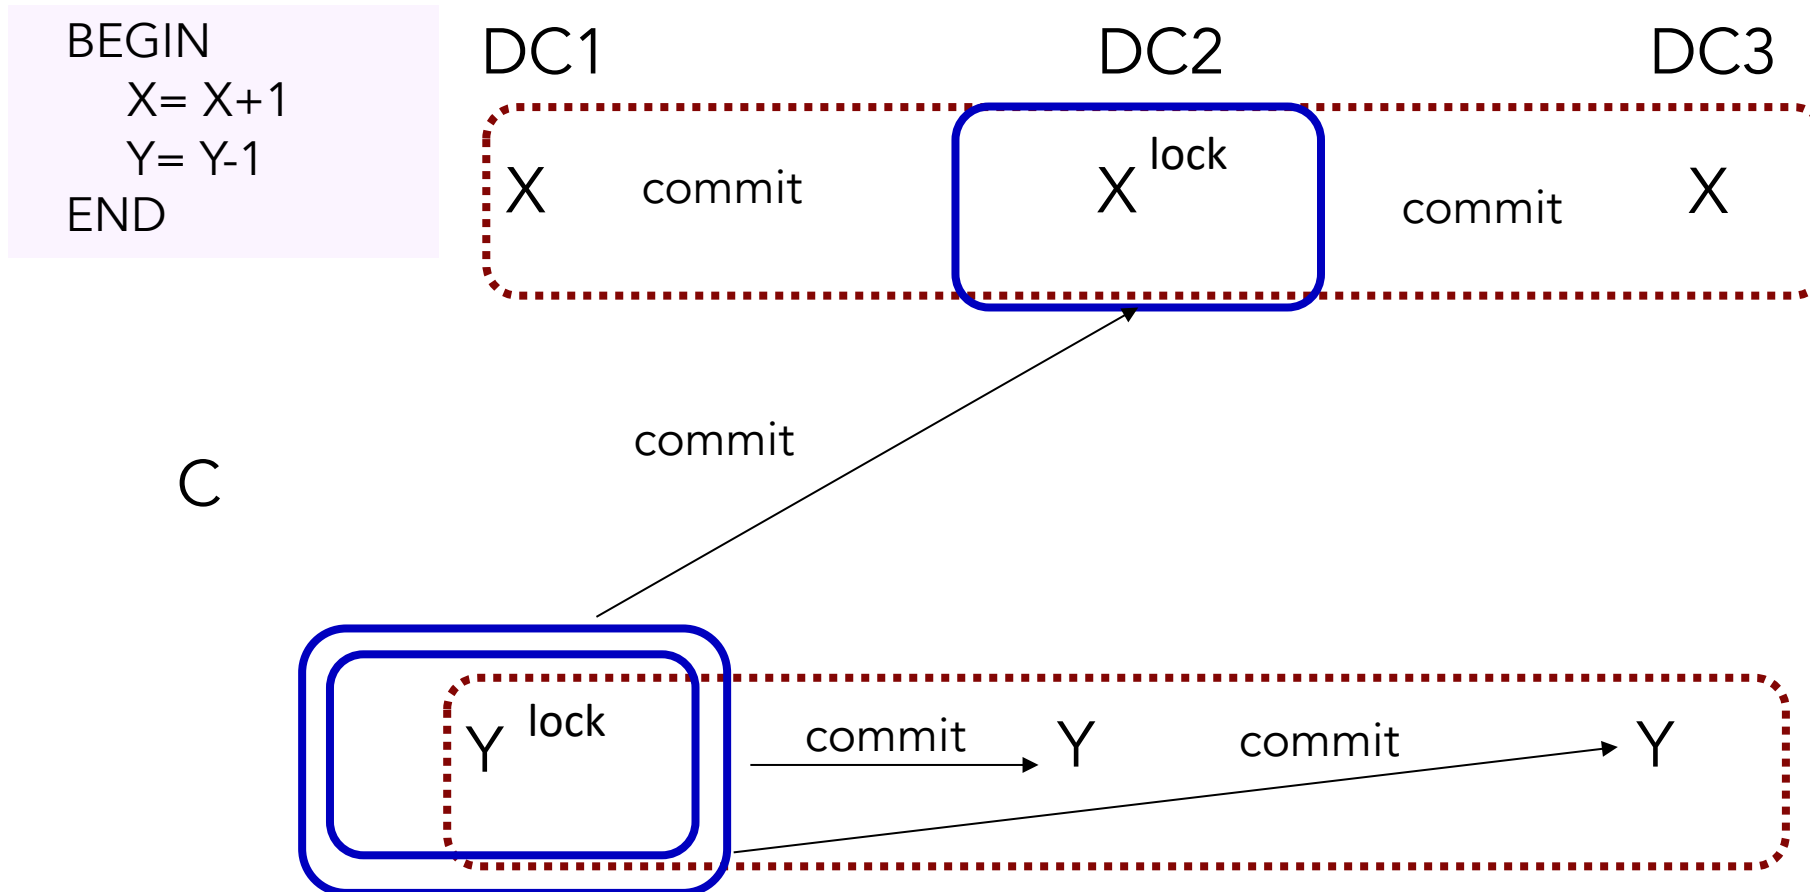 BEGIN
X= X+1
Y= Y-1
END
DC1
DC2
DC3
X
commit
X
lock
commit
X
commit
C
Y
lock
commit
Y
commit
Y